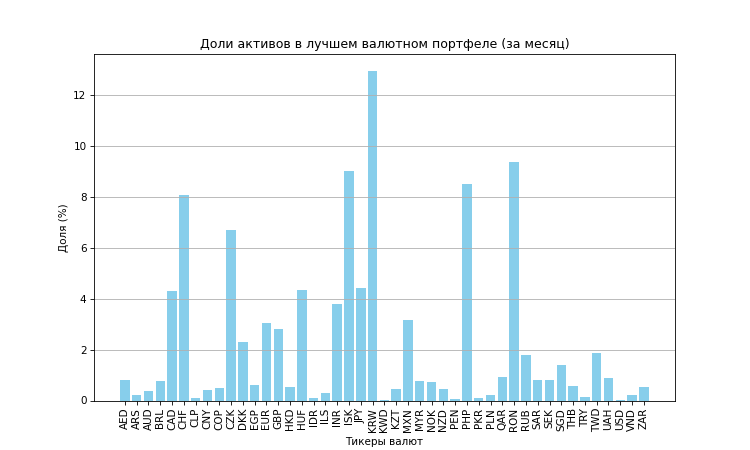 Доли активов в лучшем валютном портфеле (за месяц)
Доля (%)
12
10
8
6
4
2
0
AED ARS AUD BRL CAD CHF CLP CNY COP CZK DKK EGP EUR GBP HKD HUF IDR ILS INR ISK JPY KRW KWD KZT MXN MYR NOK NZD PEN PHP PKR PLN QAR RON RUB SAR SEK SGD THB TRY TWD UAH USD VND ZAR
Тикеры валют